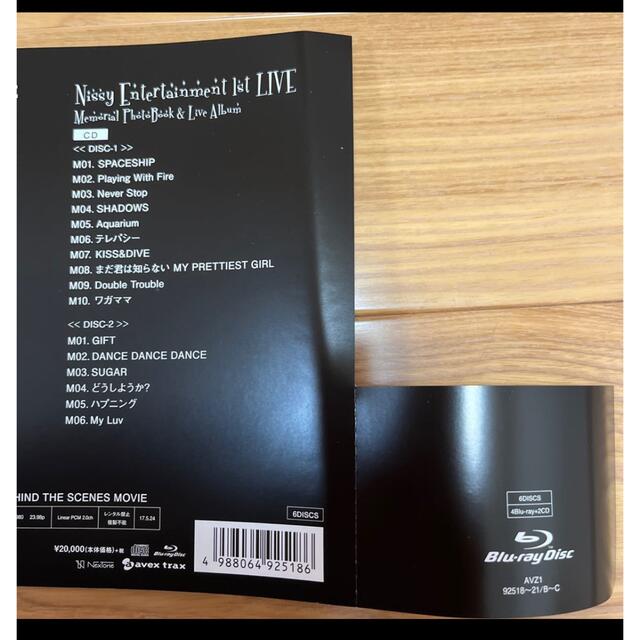 Nissy Entertainment 1st LIVE
Memorial PhotoBook & Live Album
CD
<< DISC-1 >>
M01. SPACESHIP
M02. Playing With Fire
M03. Never Stop
M04. SHADOWS
M05. Aquarium
M06. テレパシー
M07. KISS&DIVE
M08. まだ君は知らない MY PRETTIEST GIRL
M09. Double Trouble
M10. ワガママ
<< DISC-2 >>
M01. GIFT
M02. DANCE DANCE DANCE
M03. SUGAR
M04. どうしようか?
M05. ハプニング
M06. My Luv
HIND THE SCENES MOVIE
23.98p
Linear PCM 2.0ch
レンタル禁止
複製不能
17.5.24
6DISCS
¥20,000(本体価格)+税
NexTone
avex trax
Blu-ray Disc
4 988064 925186
6DISCS
4Blu-ray+2CD
Blu-ray Disc
AVZ1
92518~21/B~C